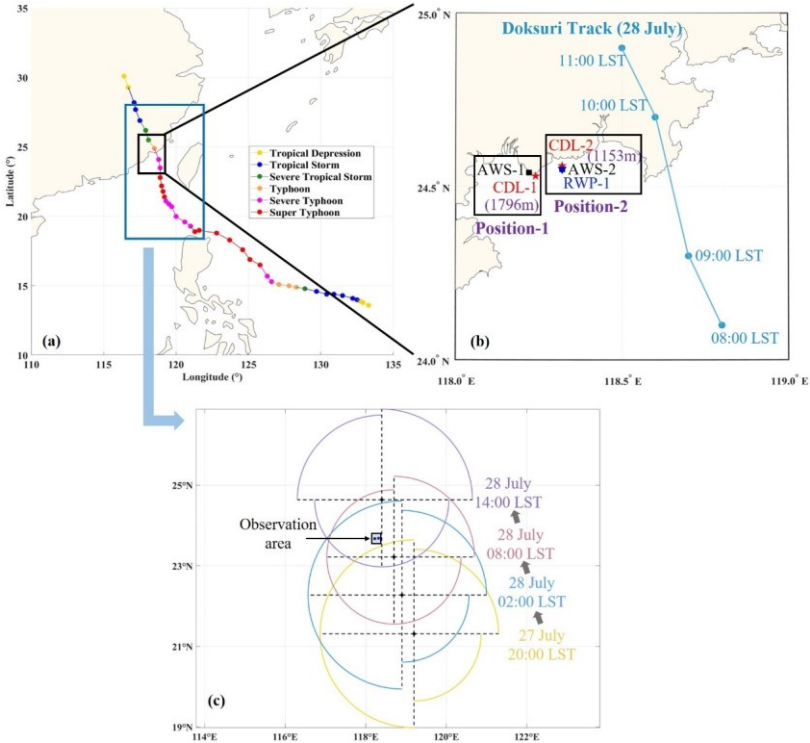 35
30
25
20
15
10
Latitude (°)
Tropical Depression
Tropical Storm
Severe Tropical Storm
Typhoon
Severe Typhoon
Super Typhoon
(a)
110
115
120
125
130
135
Longitude (°)
25.0° N
24.5° N
24.0° N
Doksuri Track (28 July)
11:00 LST
10:00 LST
09:00 LST
08:00 LST
CDL-2
(1153m)
AWS-1
AWS-2
CDL-1
RWP-1
(1796m)
Position-2
Position-1
(b)
118.0° E
118.5° E
119.0° E
25°N
23°N
21°N
19°N
Observation
area
28 July
14:00 LST
28 July
08:00 LST
28 July
02:00 LST
27 July
20:00 LST
(c)
114°E
116°E
118°E
120°E
122°E